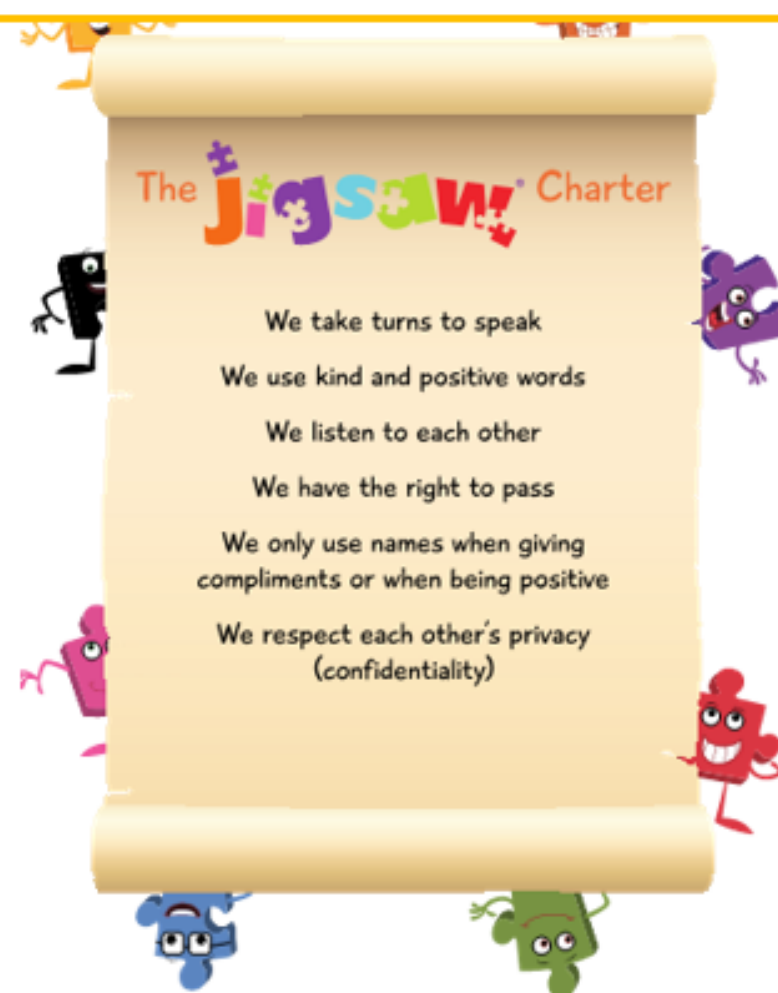 The jigsaw® Charter
We take turns to speak
We use kind and positive words
We listen to each other
We have the right to pass
We only use names when giving
compliments or when being positive
We respect each other's privacy
(confidentiality)